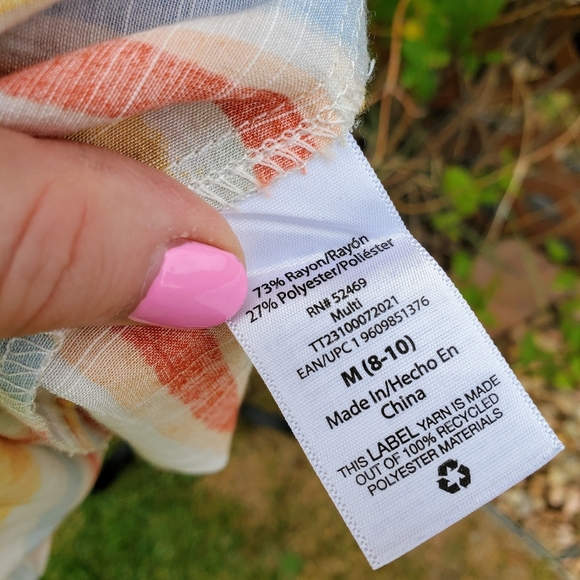 73% Rayon/Rayón
27% Polyester/Poliéster
RN# 52469
Multi
TT23100072021
EAN/UPC 1 9609851376
M (8-10)
Made In/Hecho En
China
THIS LABEL YARN IS MADE
OUT OF 100% RECYCLED
POLYESTER MATERIALS